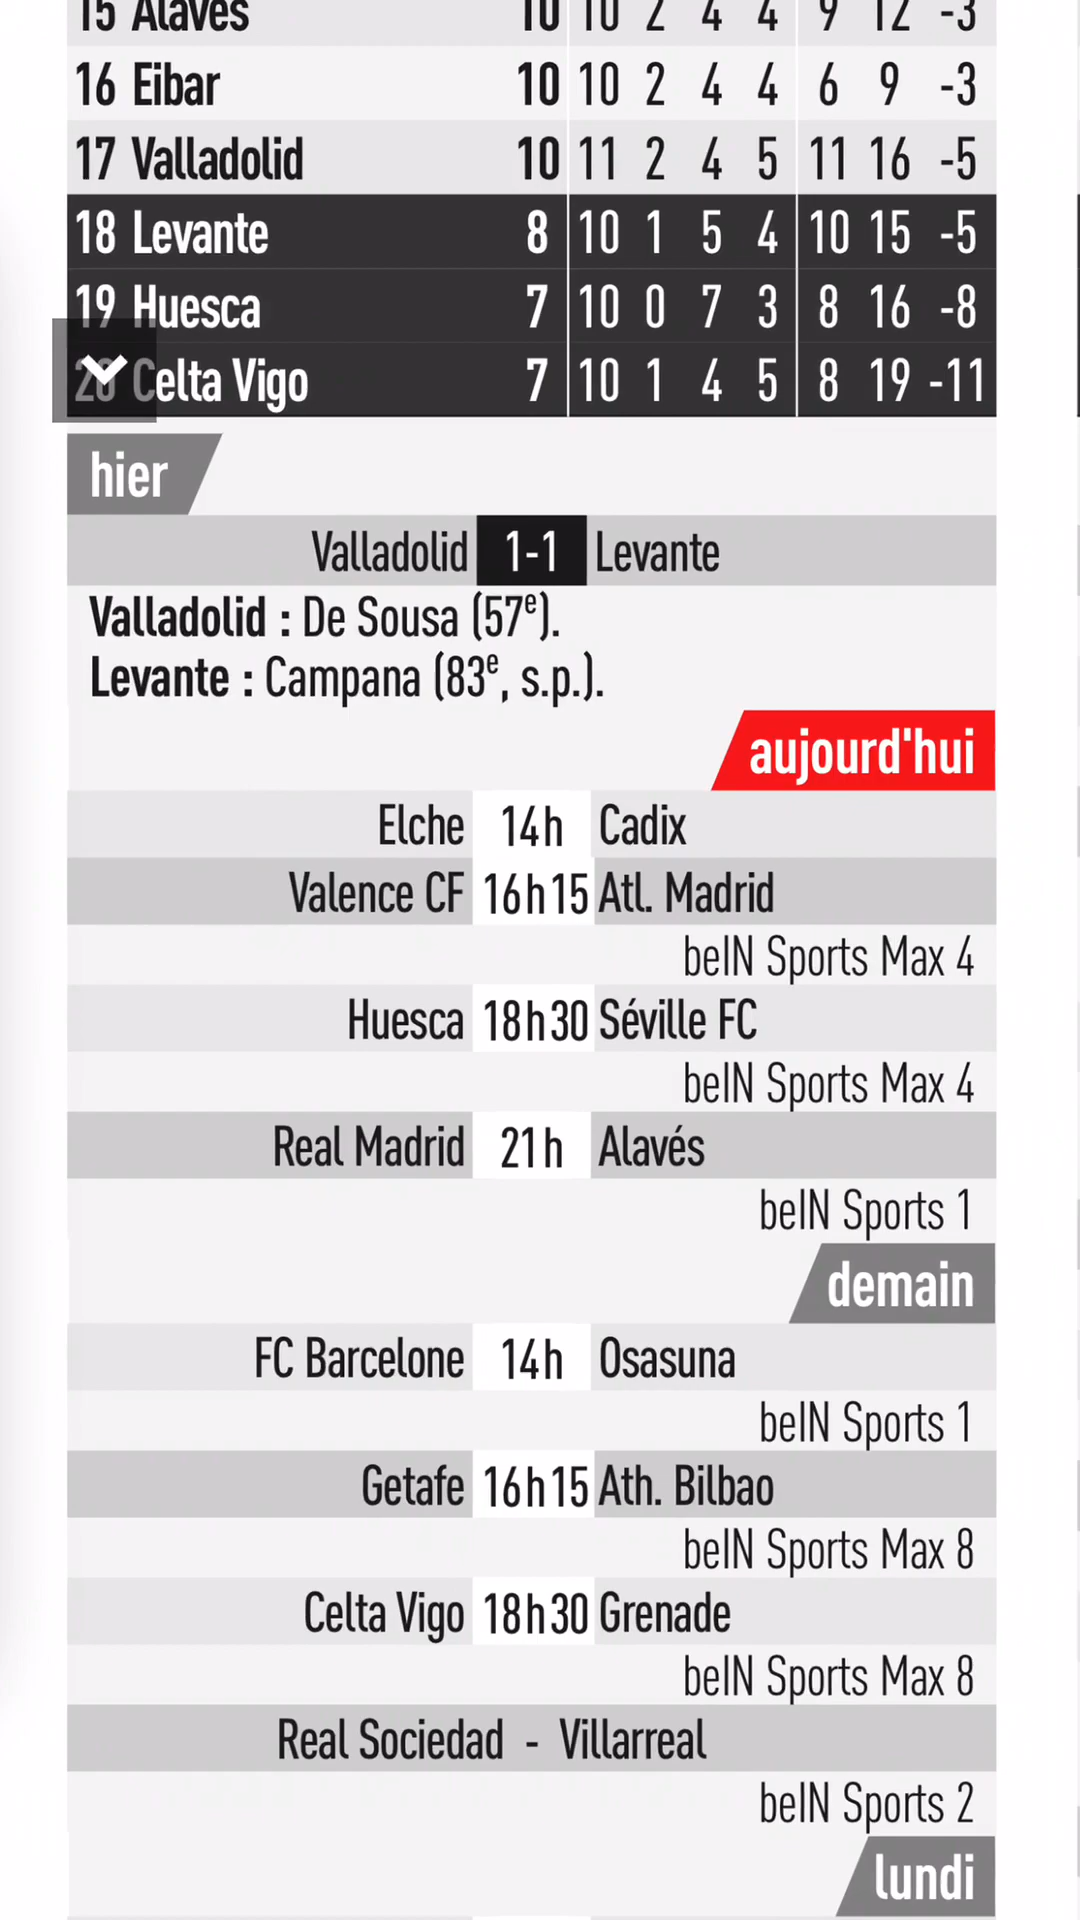 15 Alavés 10 10 2 4 4 9 12 -3
16 Eibar 10 10 2 4 4 6 9 -3
17 Valladolid 10 11 2 4 5 11 16 -5
18 Levante 8 10 1 5 4 10 15 -5
19 Huesca 7 10 0 7 3 8 16 -8
20 Celta Vigo 7 10 1 4 5 8 19 -11
hier
Valladolid 1-1 Levante
Valladolid : De Sousa (57e).
Levante : Campana (83e, s.p.).
aujourd'hui
Elche 14h Cadix
Valence CF 16h15 Atl. Madrid
beIN Sports Max 4
Huesca 18h30 Séville FC
beIN Sports Max 4
Real Madrid 21h Alavés
beIN Sports 1
demain
FC Barcelone 14h Osasuna
beIN Sports 1
Getafe 16h15 Ath. Bilbao
beIN Sports Max 8
Celta Vigo 18h30 Grenade
beIN Sports Max 8
Real Sociedad - Villarreal
beIN Sports 2
lundi